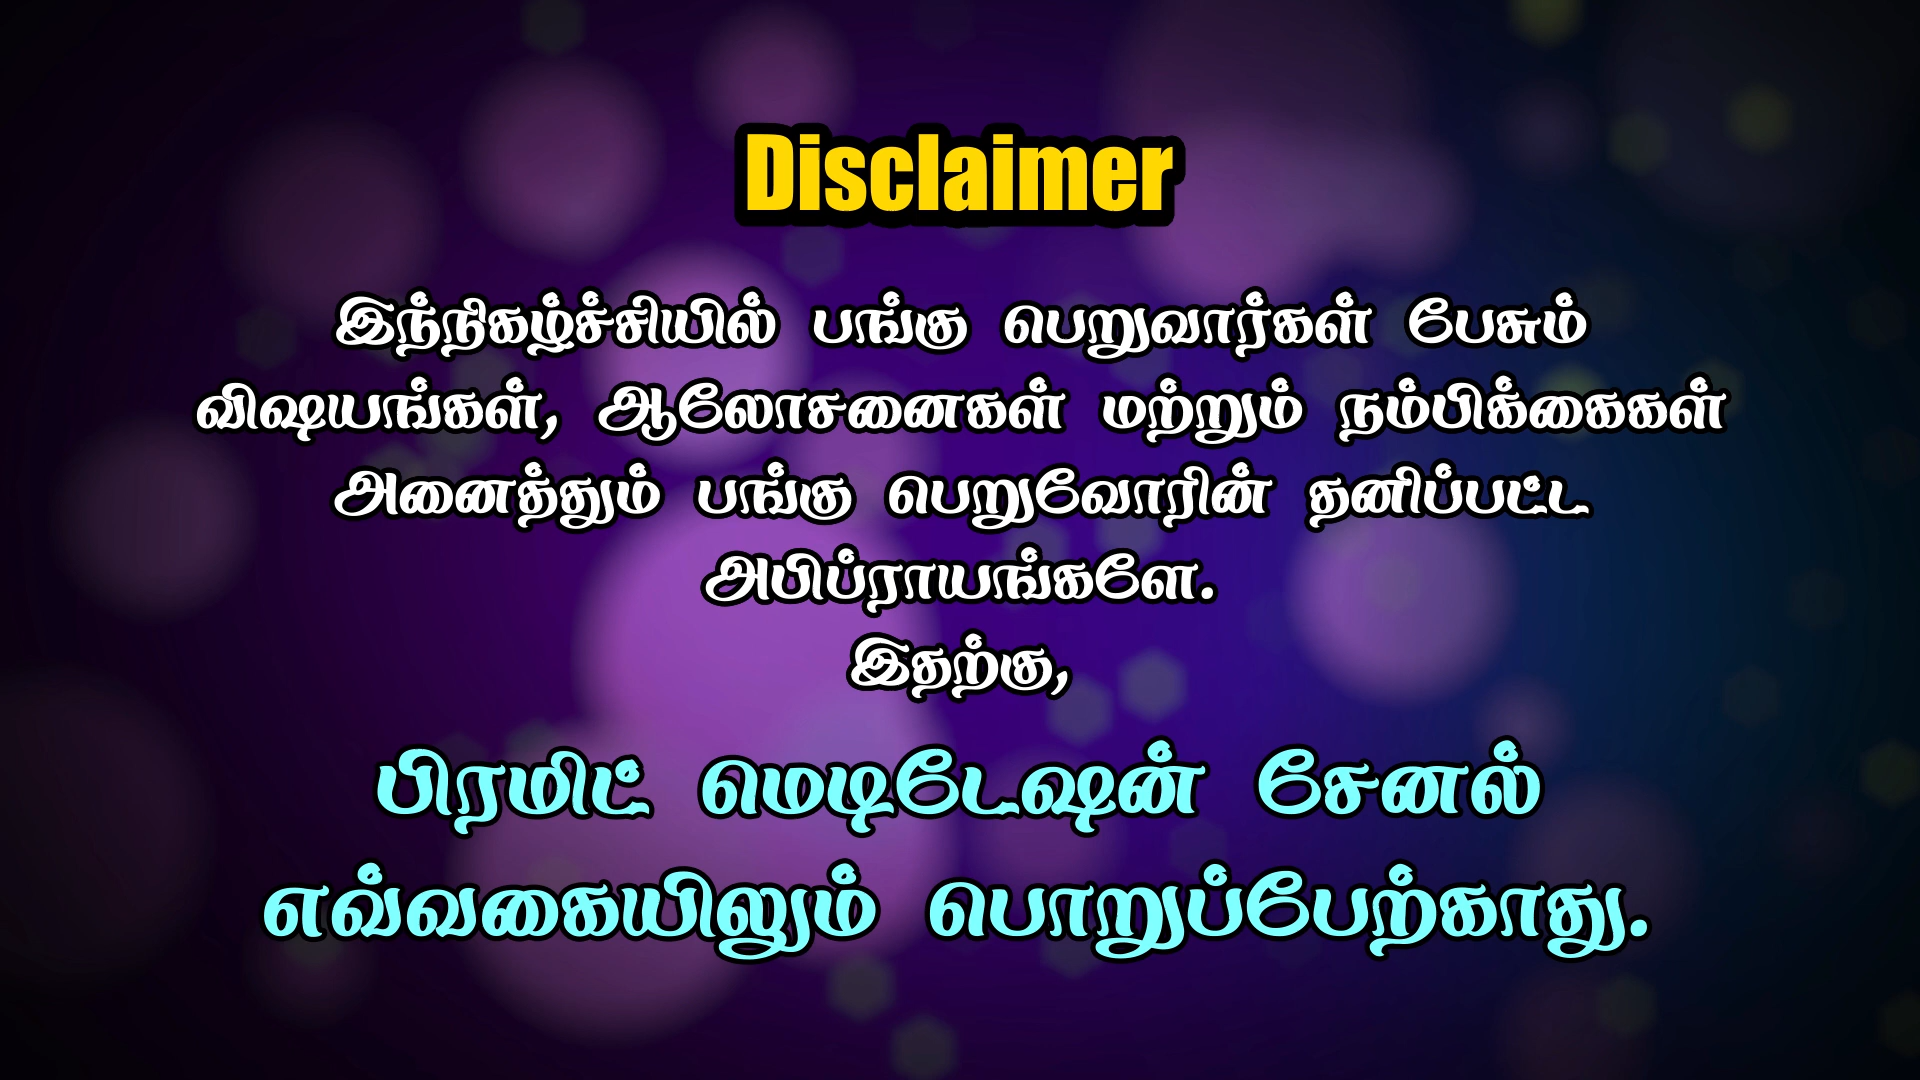 Disclaimer
இந்நிகழ்ச்சியில் பங்கு பெறுவார்கள் பேசும்
விஷயங்கள், ஆலோசனைகள் மற்றும் நம்பிக்கைகள்
அனைத்தும் பங்கு பெறுவோரின் தனிப்பட்ட
அபிப்ராயங்களே.
இதற்கு,
பிரமிட் மெடிடேஷன் சேனல்
எவ்வகையிலும் பொறுப்பேற்காது.